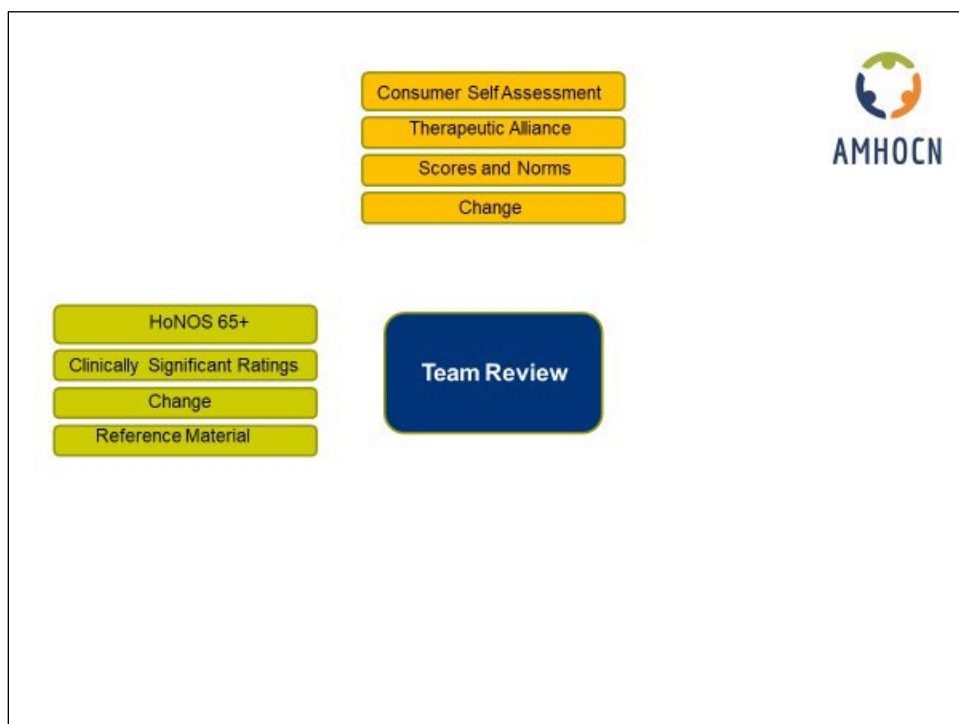 Consumer Self Assessment
Therapeutic Alliance
Scores and Norms
Change
AMHOCN
HoNOS 65+
Clinically Significant Ratings
Change
Reference Material
Team Review